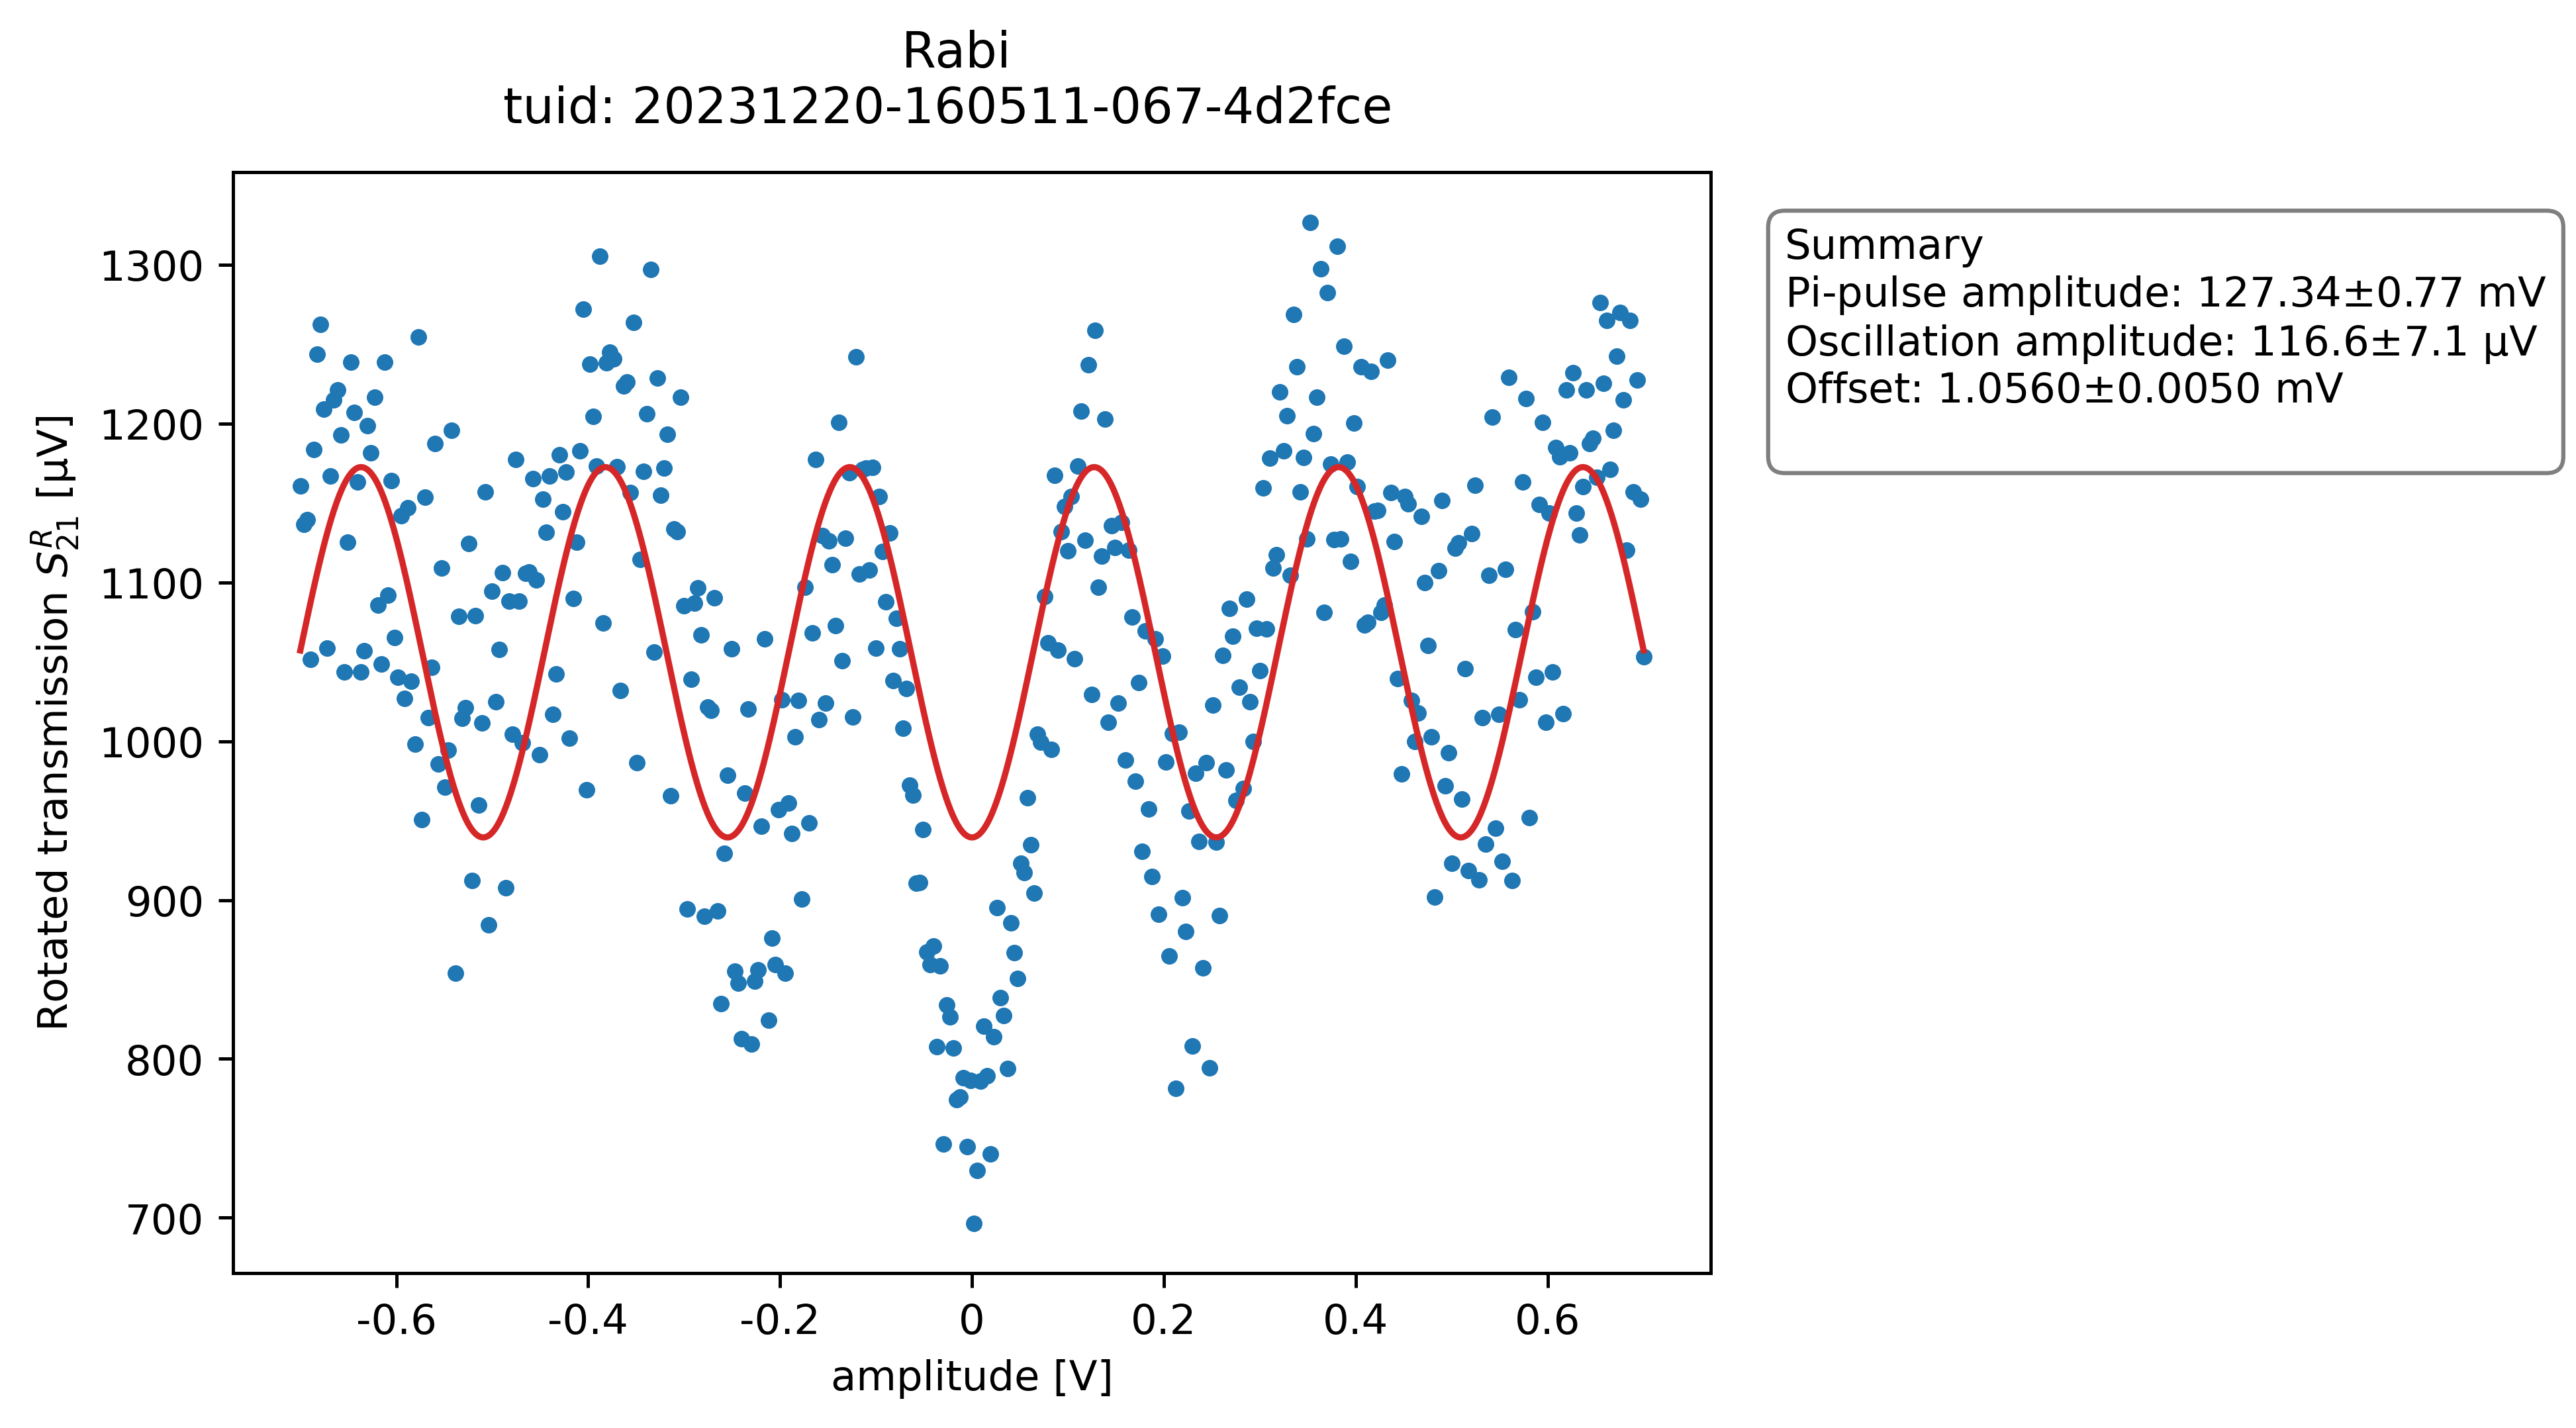 Rabi
tuid: 20231220-160511-067-4d2fce
Rotated transmission $S_{21}^{R}$ [µV]
1300
1200
1100
1000
900
800
700
-0.6
-0.4
-0.2
0
0.2
0.4
0.6
amplitude [V]
Summary
Pi-pulse amplitude: 127.34±0.77 mV
Oscillation amplitude: 116.6±7.1 µV
Offset: 1.0560±0.0050 mV